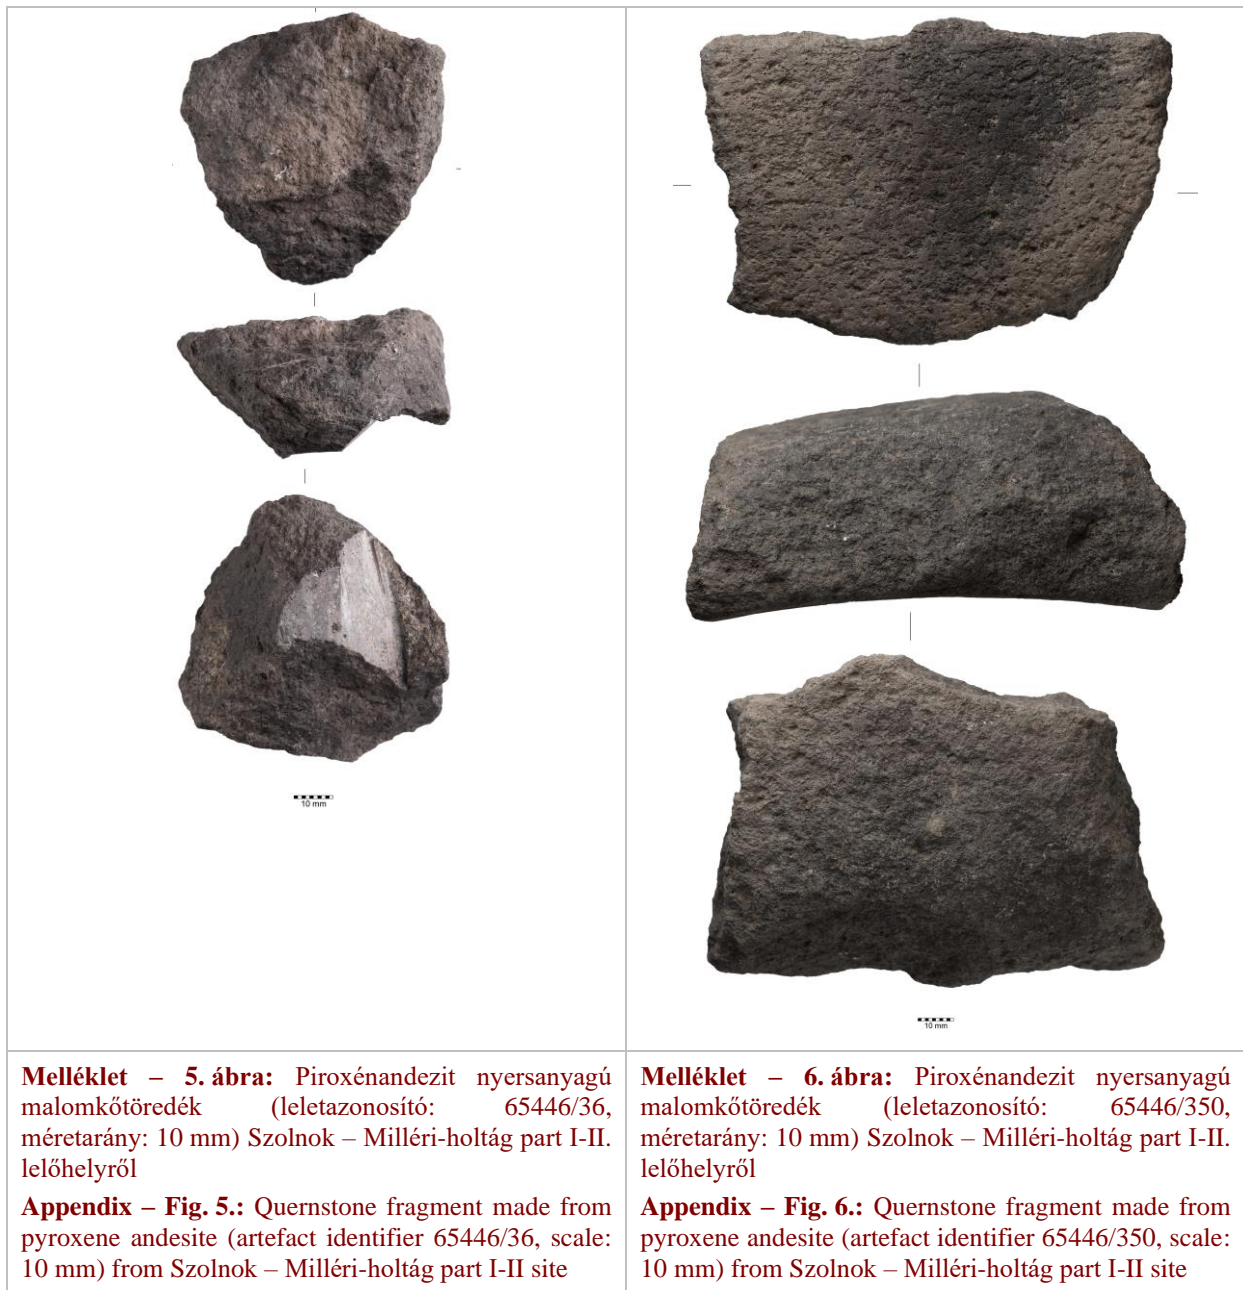 10 mm
10 mm
Melléklet – 5. ábra: Piroxénandezit nyersanyagú
malomkőtöredék (leletazonosító: 65446/36,
méretarány: 10 mm) Szolnok – Milléri-holtág part I-II.
lelőhelyről
Appendix – Fig. 5.: Quernstone fragment made from
pyroxene andesite (artefact identifier 65446/36, scale:
10 mm) from Szolnok – Milléri-holtág part I-II site
Melléklet – 6. ábra: Piroxénandezit nyersanyagú
malomkőtöredék (leletazonosító: 65446/350,
méretarány: 10 mm) Szolnok – Milléri-holtág part I-II.
lelőhelyről
Appendix – Fig. 6.: Quernstone fragment made from
pyroxene andesite (artefact identifier 65446/350, scale:
10 mm) from Szolnok – Milléri-holtág part I-II site